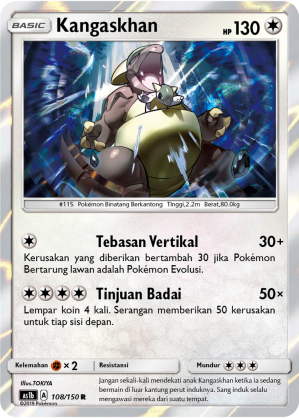 BASIC Kangaskhan HP 130
#115 Pokémon Binatang Berkantong Tinggi,2.2m Berat,80.0kg
Tebasan Vertikal 30+
Kerusakan yang diberikan bertambah 30 jika Pokémon
Bertarung lawan adalah Pokémon Evolusi.
Tinjuan Badai 50×
Lempar koin 4 kali. Serangan memberikan 50 kerusakan
untuk tiap sisi depan.
Kelemahan × 2 Resistansi Mundur
Illus.TOKIYA
as1b A 108/150 R
©2019 Pokémon
Jangan sekali-kali mendekati anak Kangaskhan ketika ia sedang
bermain di luar kantong induknya. Sang induk selalu
mengawasi mereka dari suatu tempat.